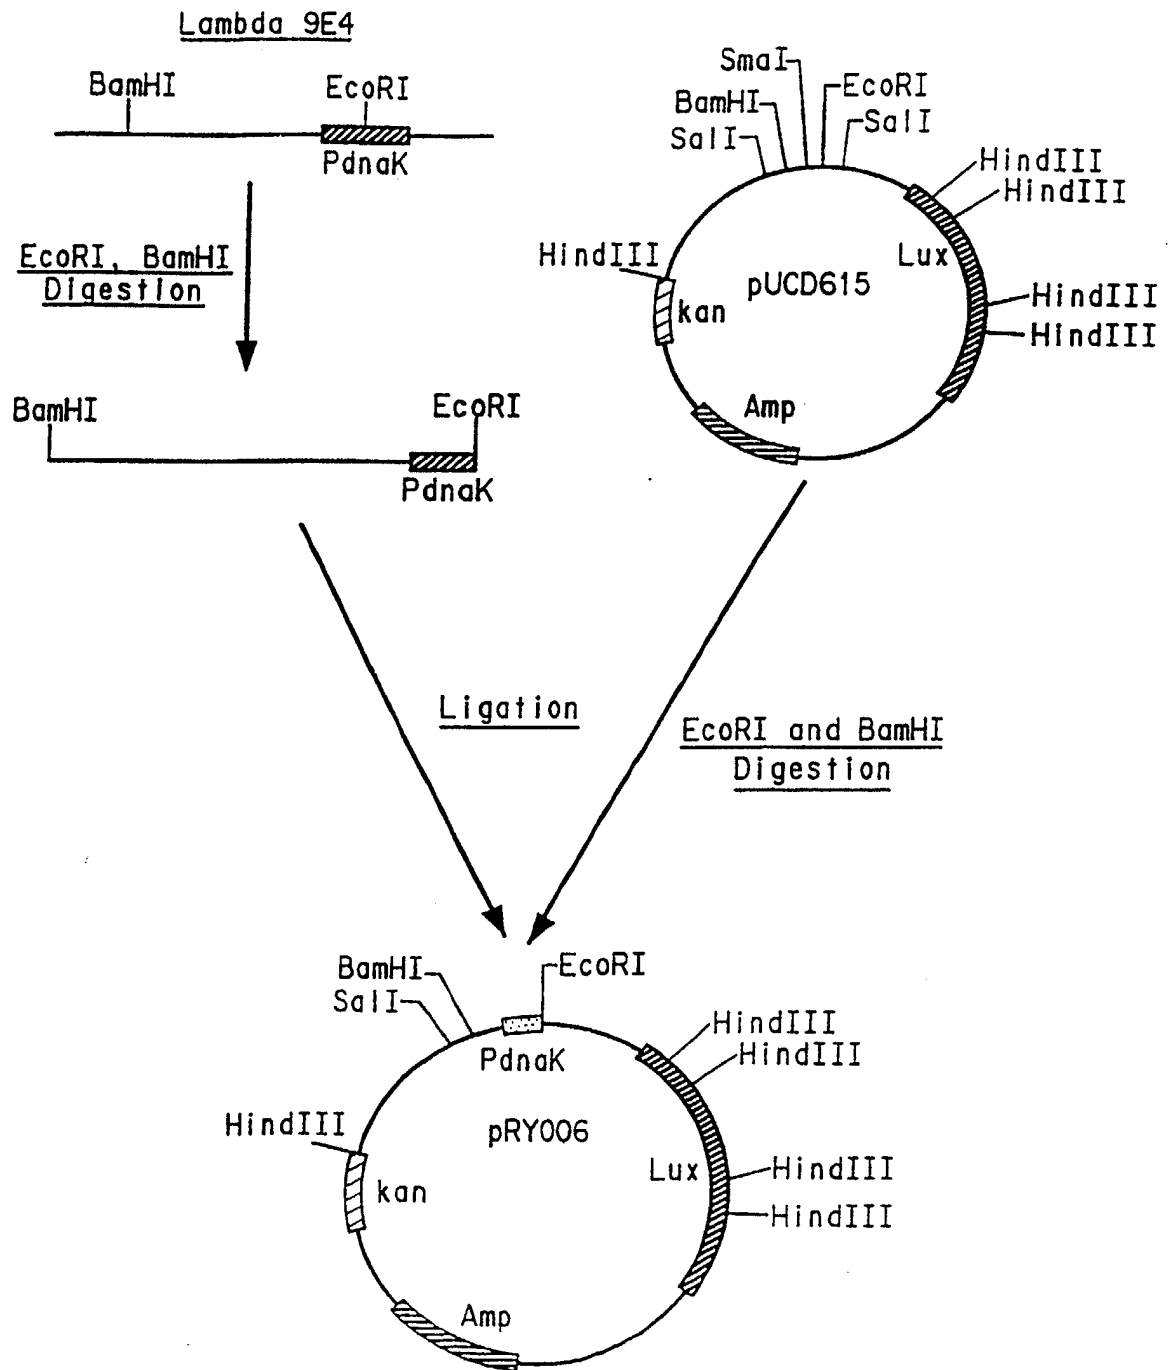 Lambda 9E4
BamHI
EcoRI
PdnaK
EcoRI, BamHI
Digestion
BamHI
EcoRI
PdnaK
SmaI
EcoRI
BamHI
SalI
SalI
HindIII
HindIII
HindIII
Lux
pUCD615
kan
HindIII
HindIII
Amp
Ligation
EcoRI and BamHI
Digestion
BamHI
EcoRI
SalI
PdnaK
HindIII
HindIII
HindIII
pRY006
kan
Lux
HindIII
HindIII
Amp